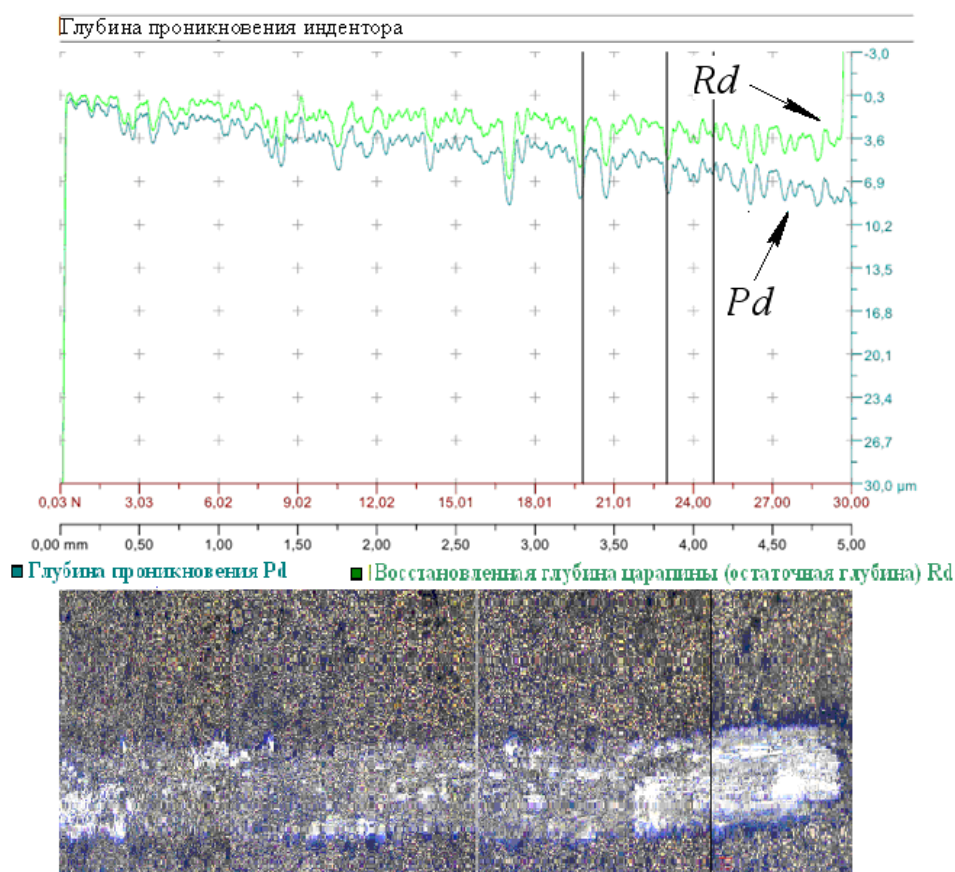 Глубина проникновения индентора
-3,0
Rd
0,3
3,6
6,9
10,2
13,5
Pd
16,8
20,1
23,4
26,7
30,0 µm
0,03 N 3,03 6,02 9,02 12,02 15,01 18,01 21,01 24,00 27,00 30,00
0,00 mm 0,50 1,00 1,50 2,00 2,50 3,00 3,50 4,00 4,50 5,00
Глубина проникновения Pd Восстановленная глубина царапины (остаточная глубина) Rd